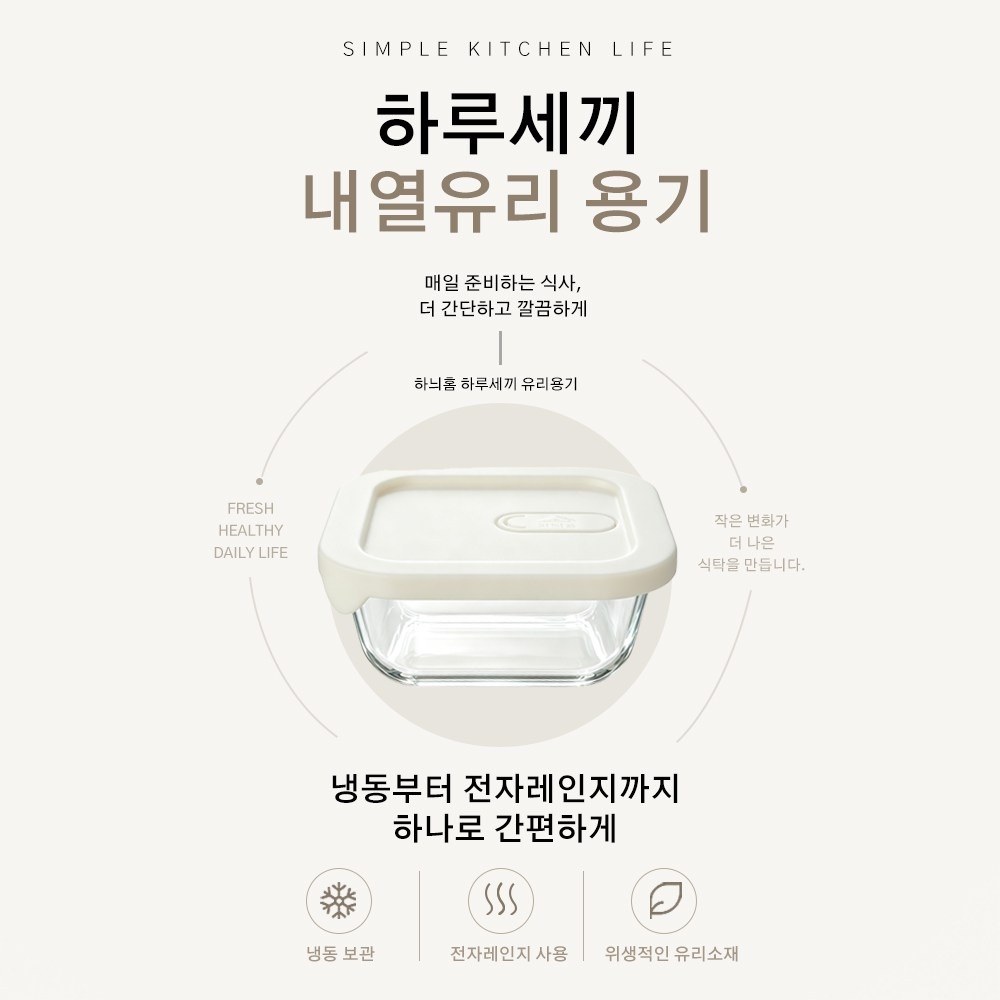 SIMPLE KITCHEN LIFE
하루세끼
내열유리 용기
매일 준비하는 식사,
더 간단하고 깔끔하게
하늬홈 하루세끼 유리용기
FRESH
HEALTHY
DAILY LIFE
작은 변화가
더 나은
식탁을 만듭니다.
냉동부터 전자레인지까지
하나로 간편하게
냉동 보관
전자레인지 사용
위생적인 유리소재